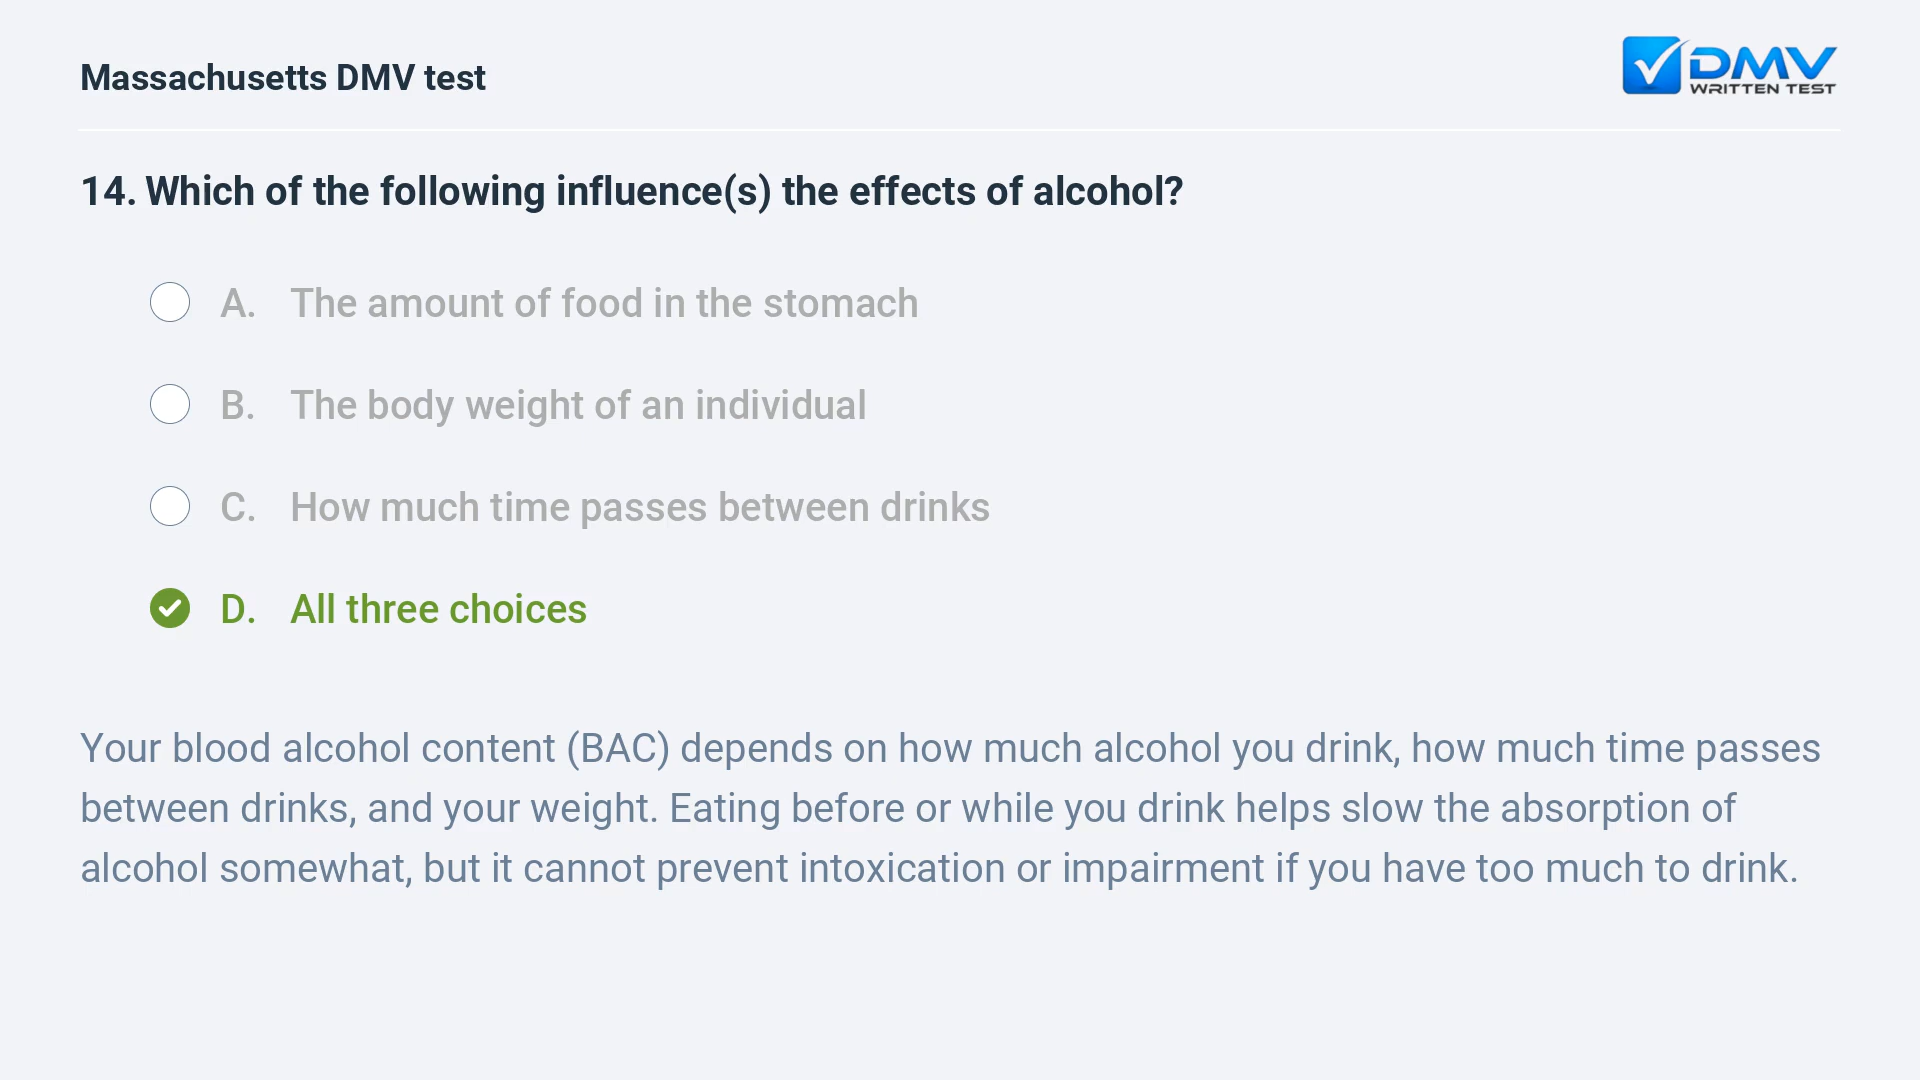 Massachusetts DMV test
DMV
WRITTEN TEST
14. Which of the following influence(s) the effects of alcohol?
A. The amount of food in the stomach
B. The body weight of an individual
C. How much time passes between drinks
D. All three choices
Your blood alcohol content (BAC) depends on how much alcohol you drink, how much time passes
between drinks, and your weight. Eating before or while you drink helps slow the absorption of
alcohol somewhat, but it cannot prevent intoxication or impairment if you have too much to drink.